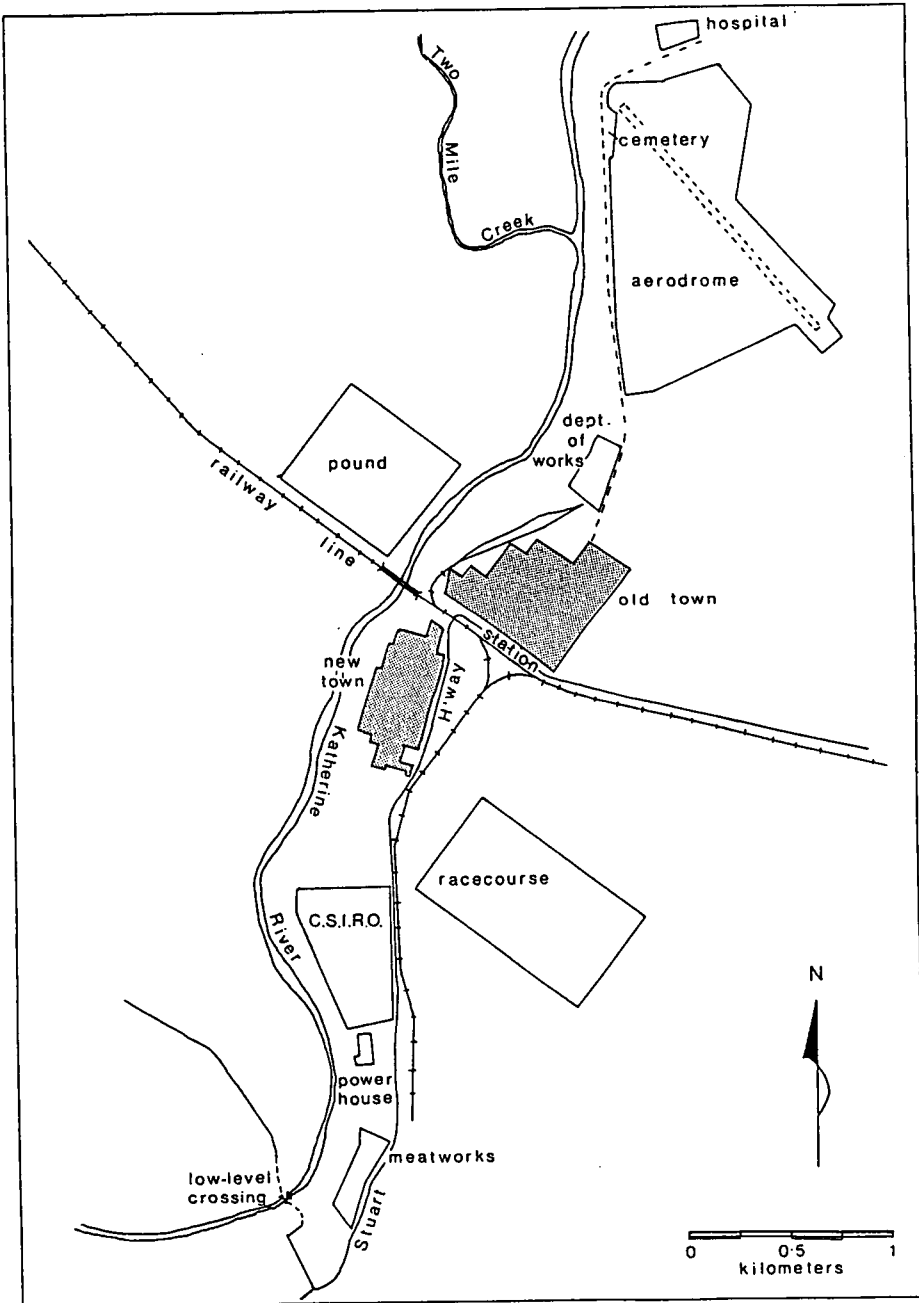 hospital
Two
Mile
Creek
cemetery
aerodrome
dept.
of
works
pound
railway
line
old town
station
new
town
H'way
Katherine
racecourse
C.S.I.R.O.
River
N
power
house
meatworks
low-level
crossing
Stuart
0 0·5 1
kilometers